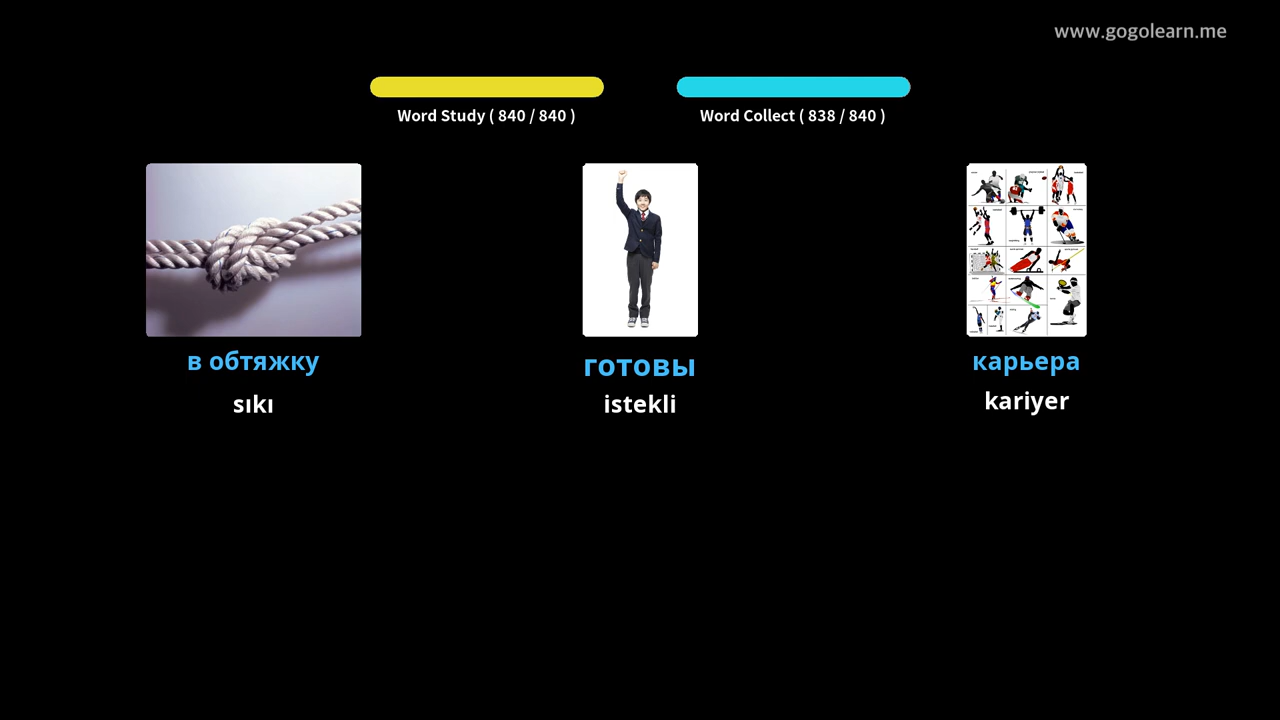 www.gogolearn.me
Word Study ( 840 / 840 )
Word Collect ( 838 / 840 )
в обтяжку
готовы
карьера
sıkı
istekli
kariyer